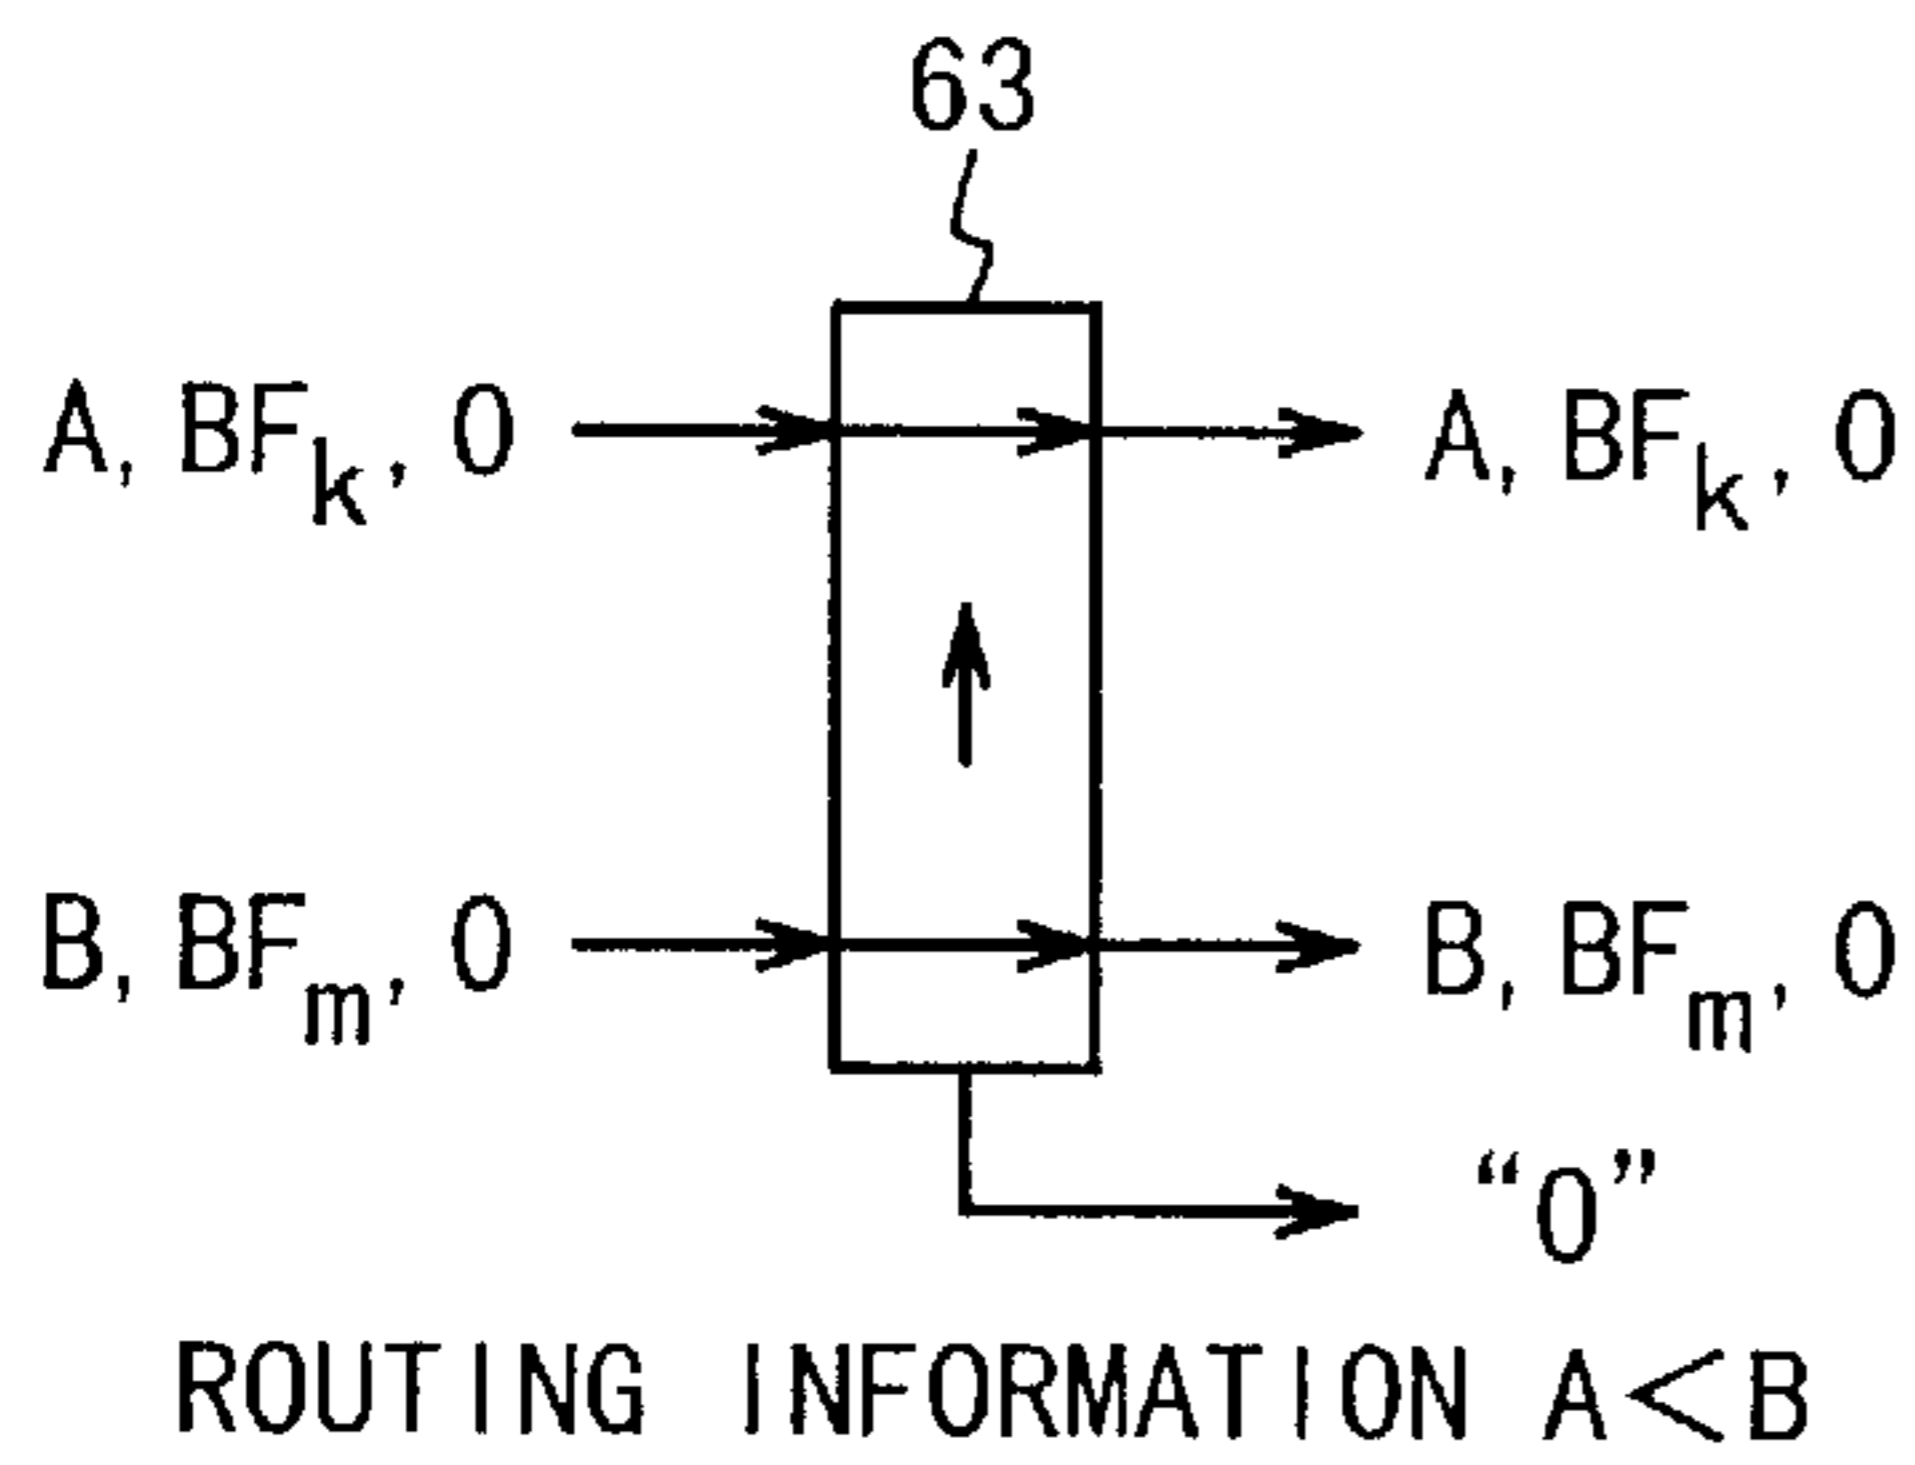 63
A, BFk, 0 A, BFk, 0
B, BFm, 0 B, BFm, 0
“0”
ROUTING INFORMATION A<B